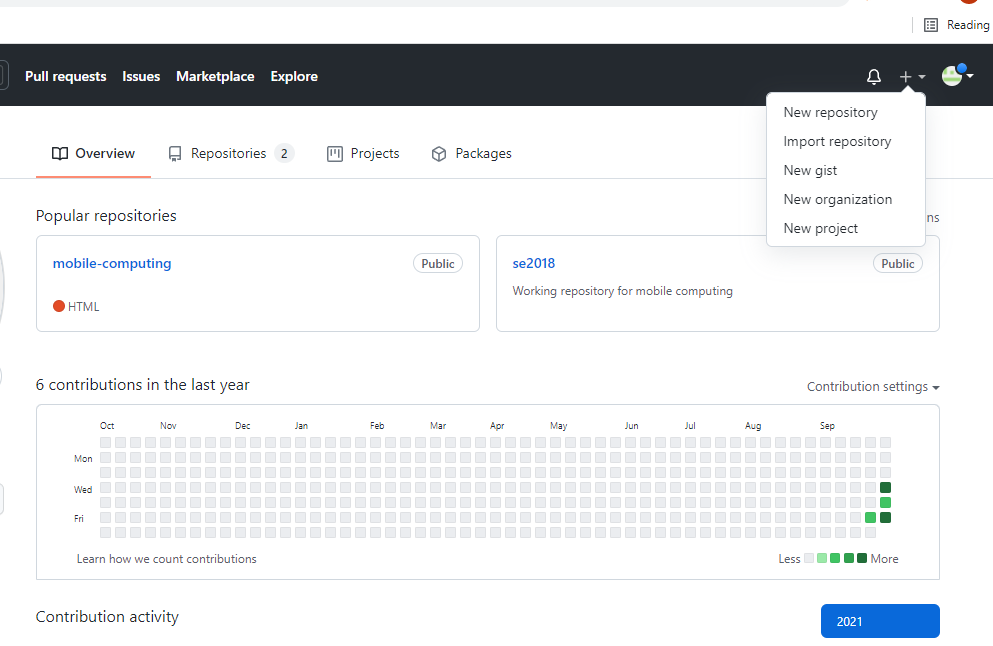 Reading
Pull requests Issues Marketplace Explore
New repository
Import repository
New gist
New organization
New project
Overview Repositories 2 Projects Packages
Popular repositories
mobile-computing Public
HTML
se2018 Public
Working repository for mobile computing
6 contributions in the last year
Contribution settings
Oct Nov Dec Jan Feb Mar Apr May Jun Jul Aug Sep
Mon
Wed
Fri
Learn how we count contributions
Less More
Contribution activity
2021